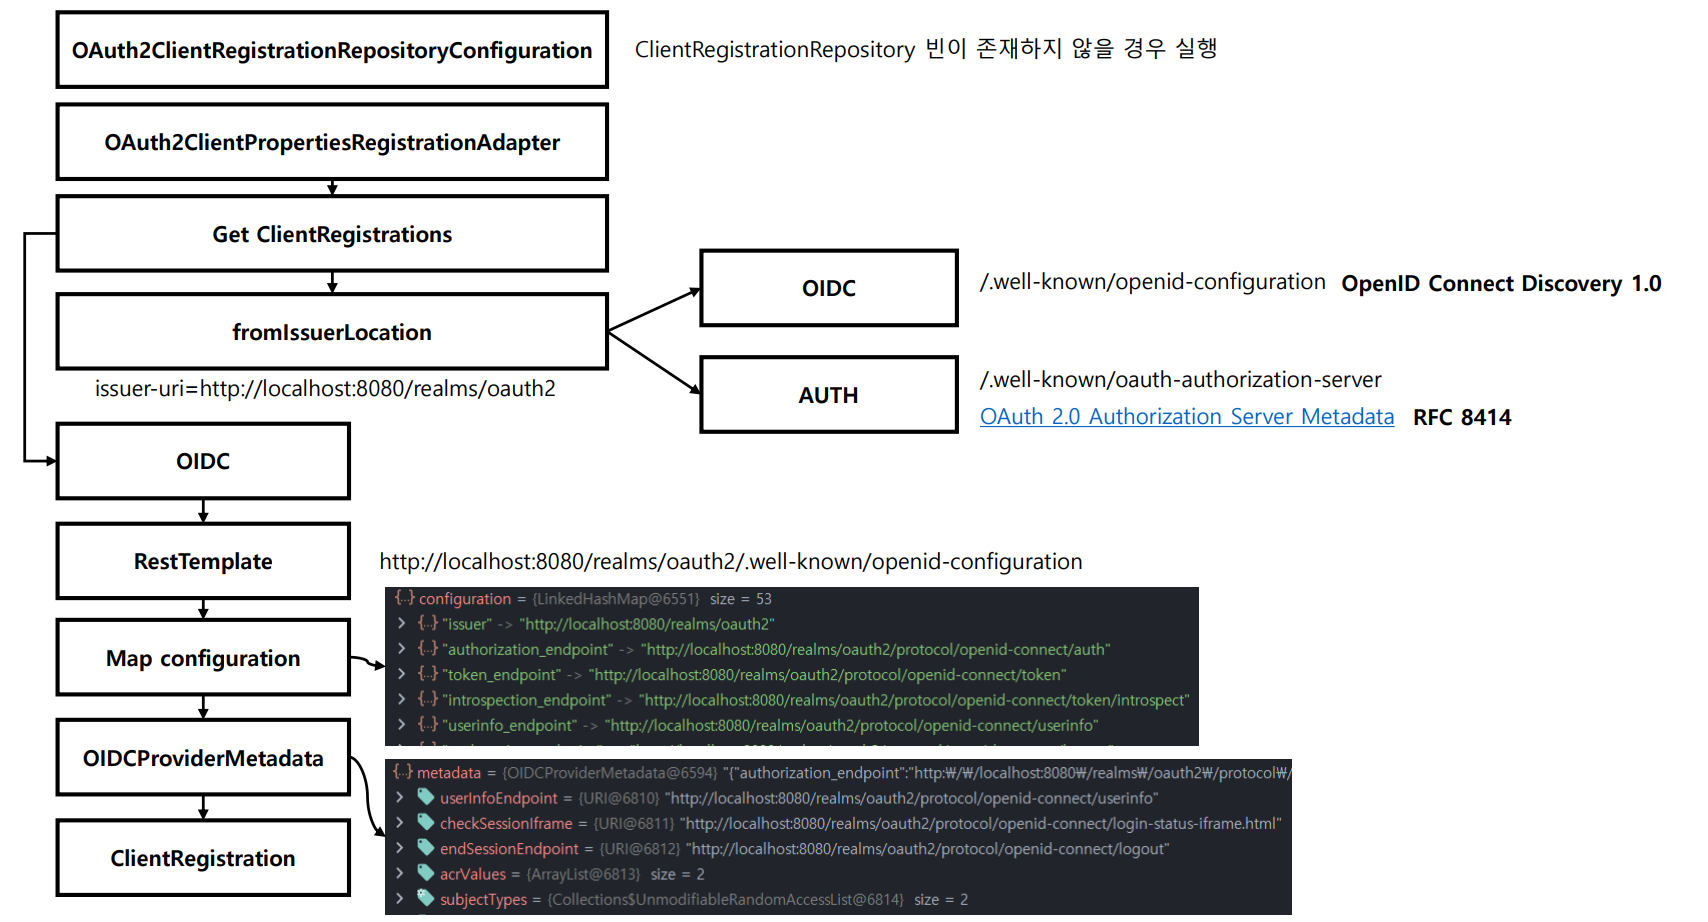 OAuth2ClientRegistrationRepositoryConfiguration
ClientRegistrationRepository 빈이 존재하지 않을 경우 실행
OAuth2ClientPropertiesRegistrationAdapter
Get ClientRegistrations
fromIssuerLocation
issuer-uri=http://localhost:8080/realms/oauth2
OIDC
/.well-known/openid-configuration OpenID Connect Discovery 1.0
AUTH
/.well-known/oauth-authorization-server
OAuth 2.0 Authorization Server Metadata RFC 8414
OIDC
RestTemplate
http://localhost:8080/realms/oauth2/.well-known/openid-configuration
Map configuration
{...} configuration = {LinkedHashMap@6551} size = 53
> {...} "issuer" -> "http://localhost:8080/realms/oauth2"
> {...} "authorization_endpoint" -> "http://localhost:8080/realms/oauth2/protocol/openid-connect/auth"
> {...} "token_endpoint" -> "http://localhost:8080/realms/oauth2/protocol/openid-connect/token"
> {...} "introspection_endpoint" -> "http://localhost:8080/realms/oauth2/protocol/openid-connect/token/introspect"
> {...} "userinfo_endpoint" -> "http://localhost:8080/realms/oauth2/protocol/openid-connect/userinfo"
OIDCProviderMetadata
{...} metadata = {OIDCProviderMetadata@6594} "{"authorization_endpoint":"http:₩/₩/localhost:8080₩/realms₩/oauth2₩/protocol₩/
> userInfoEndpoint = {URI@6810} "http://localhost:8080/realms/oauth2/protocol/openid-connect/userinfo"
> checkSessionIframe = {URI@6811} "http://localhost:8080/realms/oauth2/protocol/openid-connect/login-status-iframe.html"
> endSessionEndpoint = {URI@6812} "http://localhost:8080/realms/oauth2/protocol/openid-connect/logout"
> acrValues = {ArrayList@6813} size = 2
> subjectTypes = {Collections$UnmodifiableRandomAccessList@6814} size = 2
ClientRegistration